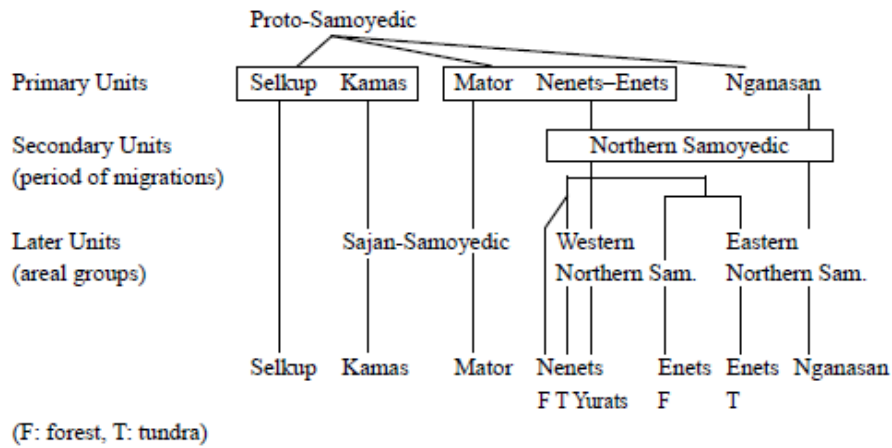 Proto-Samoyedic
Primary Units Selkup Kamas Mator Nenets–Enets Nganasan
Secondary Units Northern Samoyedic
(period of migrations)
Later Units Sajan-Samoyedic Western Eastern
(areal groups) Northern Sam. Northern Sam.
Selkup Kamas Mator Nenets Enets Enets Nganasan
F T Yurats F T
(F: forest, T: tundra)